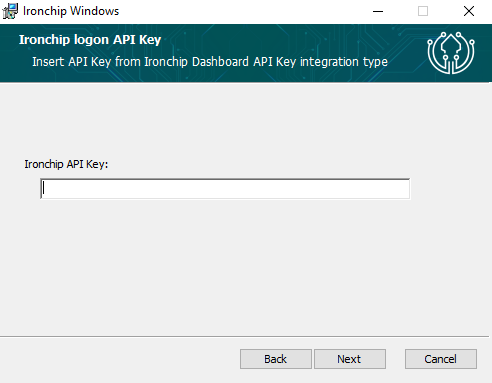 Ironchip Windows
Ironchip logon API Key
Insert API Key from Ironchip Dashboard API Key integration type
Ironchip API Key:
Back Next Cancel